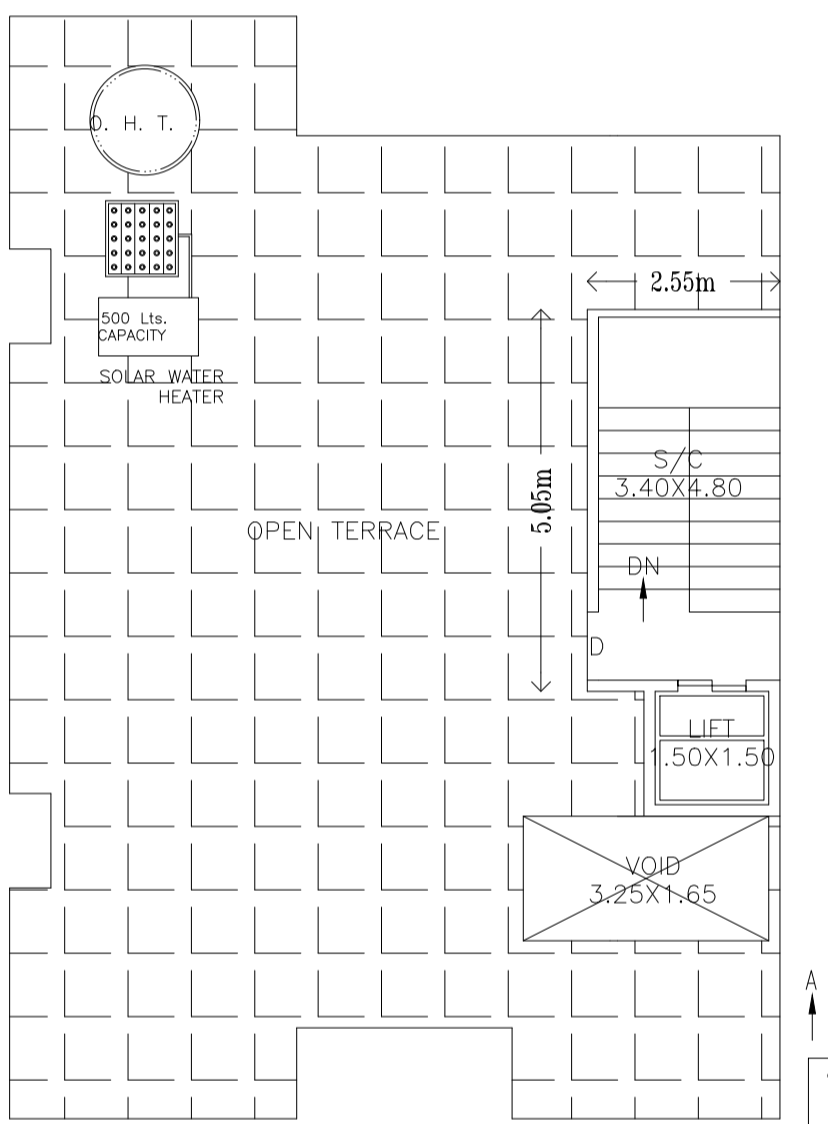 O. H. T.
2.55m
500 Lts.
CAPACITY
SOLAR WATER
HEATER
5.05m
S/C
3.40X4.80
OPEN TERRACE
DN
D
LIFT
1.50X1.50
VOID
3.25X1.65
A